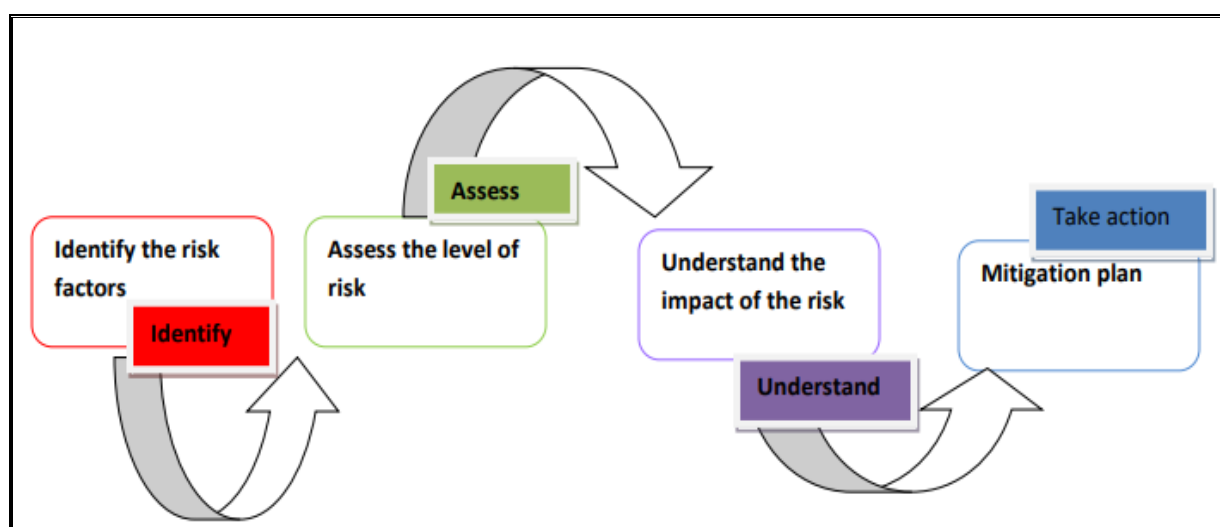 Identify the risk
factors
Identify
Assess
Assess the level of
risk
Understand the
impact of the risk
Understand
Take action
Mitigation plan